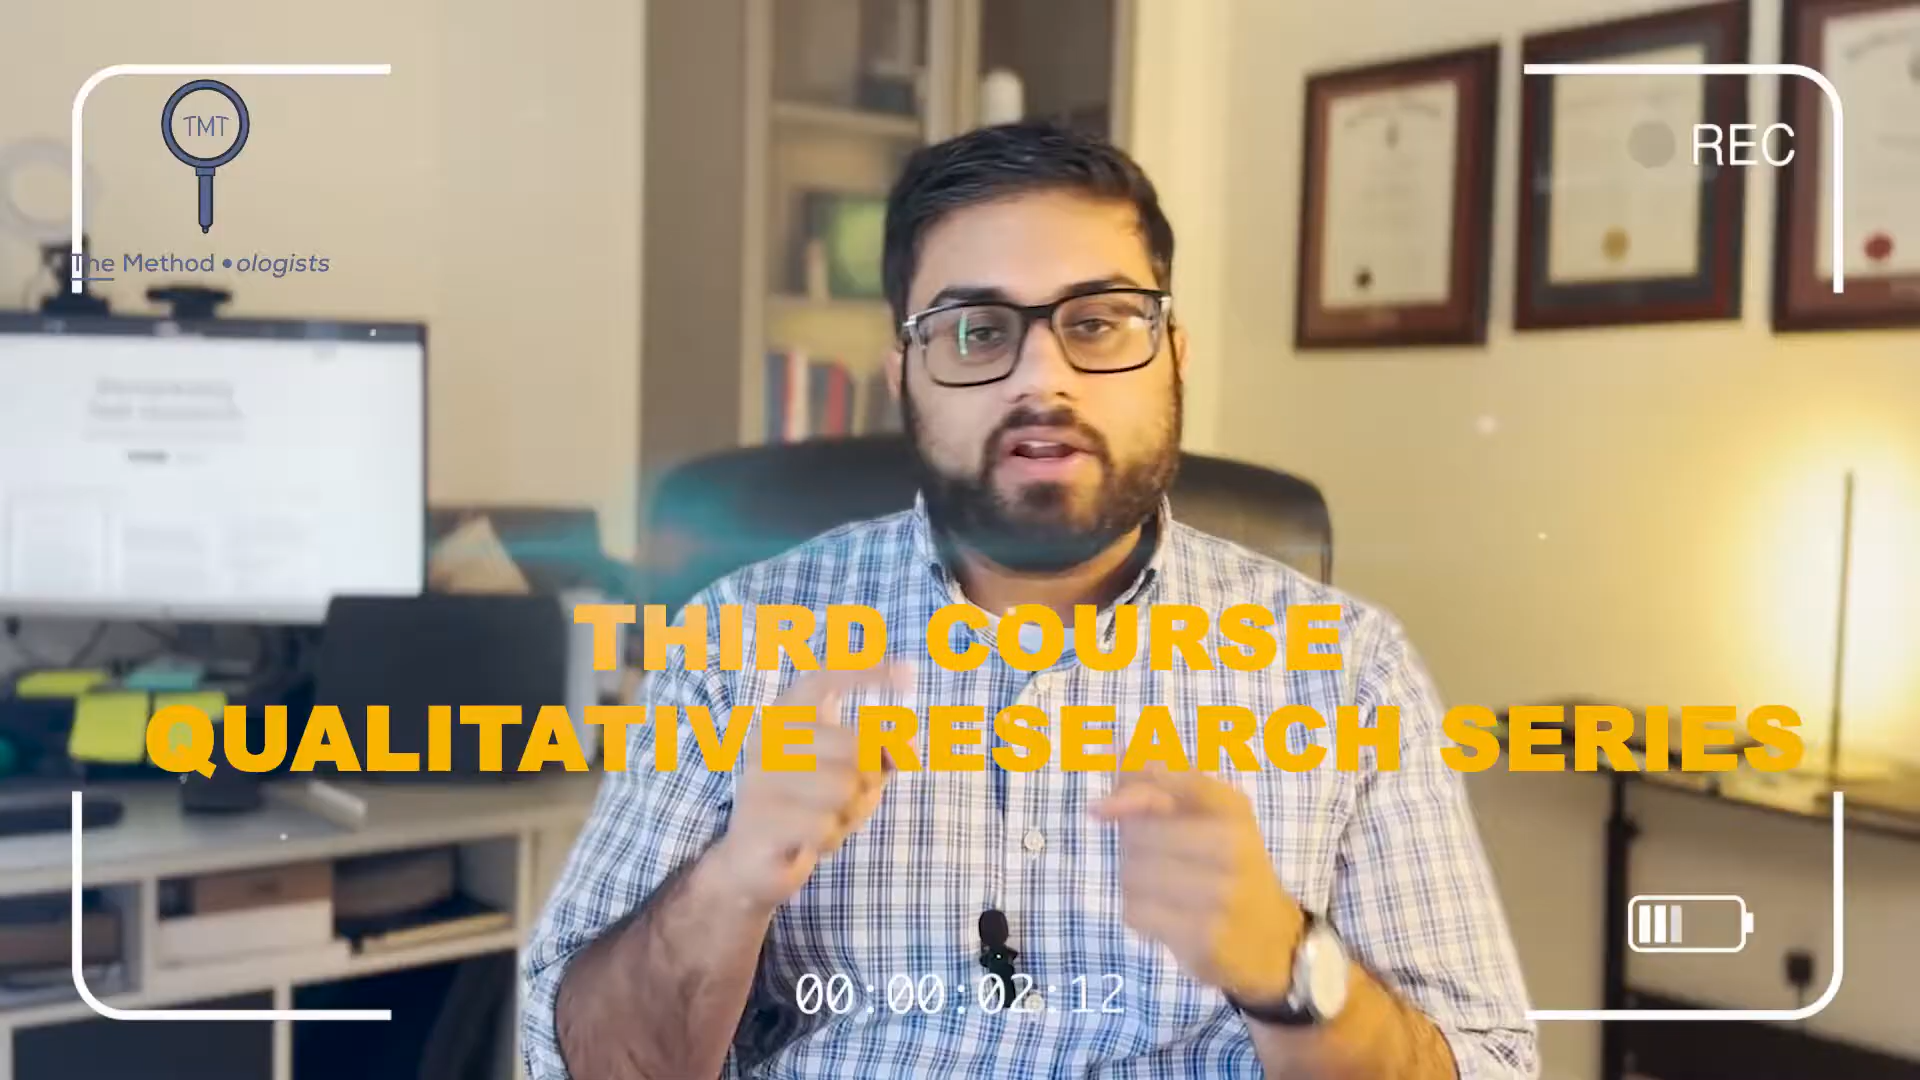 TMT
The Method•ologists
REC
THIRD COURSE
QUALITATIVE RESEARCH SERIES
00:00:02:12